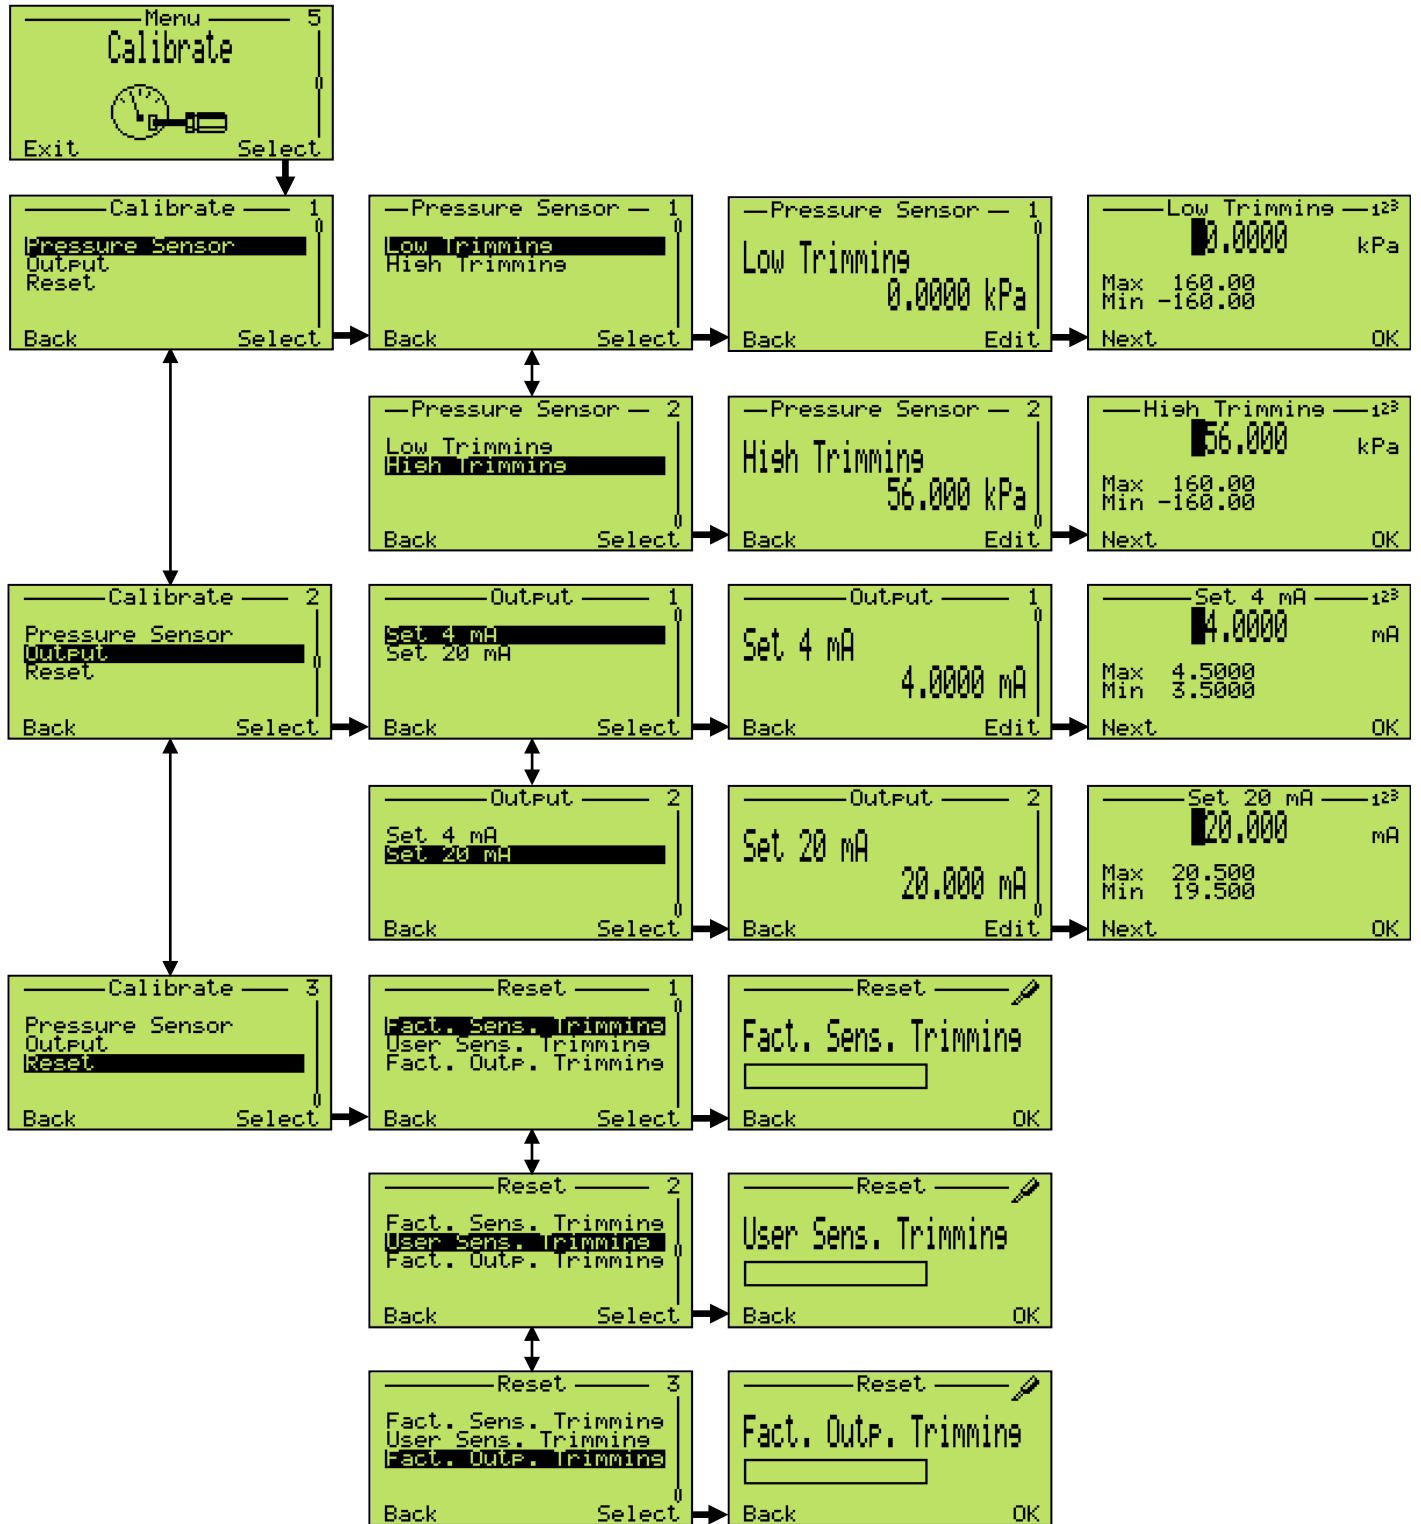 Menu 5
Calibrate
Exit Select
Calibrate 1
Pressure Sensor
Output
Reset
Back Select
Pressure Sensor 1
Low Trimming
High Trimming
Back Select
Pressure Sensor 1
Low Trimming
0.0000 kPa
Back Edit
Low Trimming 123
0.0000 kPa
Max 160.00
Min -160.00
Next OK
Pressure Sensor 2
Low Trimming
High Trimming
Back Select
Pressure Sensor 2
High Trimming
56.000 kPa
Back Edit
High Trimming 123
56.000 kPa
Max 160.00
Min -160.00
Next OK
Calibrate 2
Pressure Sensor
Output
Reset
Back Select
Output 1
Set 4 mA
Set 20 mA
Back Select
Output 1
Set 4 mA
4.0000 mA
Back Edit
Set 4 mA 123
4.0000 mA
Max 4.5000
Min 3.5000
Next OK
Output 2
Set 4 mA
Set 20 mA
Back Select
Output 2
Set 20 mA
20.000 mA
Back Edit
Set 20 mA 123
20.000 mA
Max 20.500
Min 19.500
Next OK
Calibrate 3
Pressure Sensor
Output
Reset
Back Select
Reset 1
Fact. Sens. Trimming
User Sens. Trimming
Fact. Outp. Trimming
Back Select
Reset
Fact. Sens. Trimming
Back OK
Reset 2
Fact. Sens. Trimming
User Sens. Trimming
Fact. Outp. Trimming
Back Select
Reset
User Sens. Trimming
Back OK
Reset 3
Fact. Sens. Trimming
User Sens. Trimming
Fact. Outp. Trimming
Back Select
Reset
Fact. Outp. Trimming
Back OK